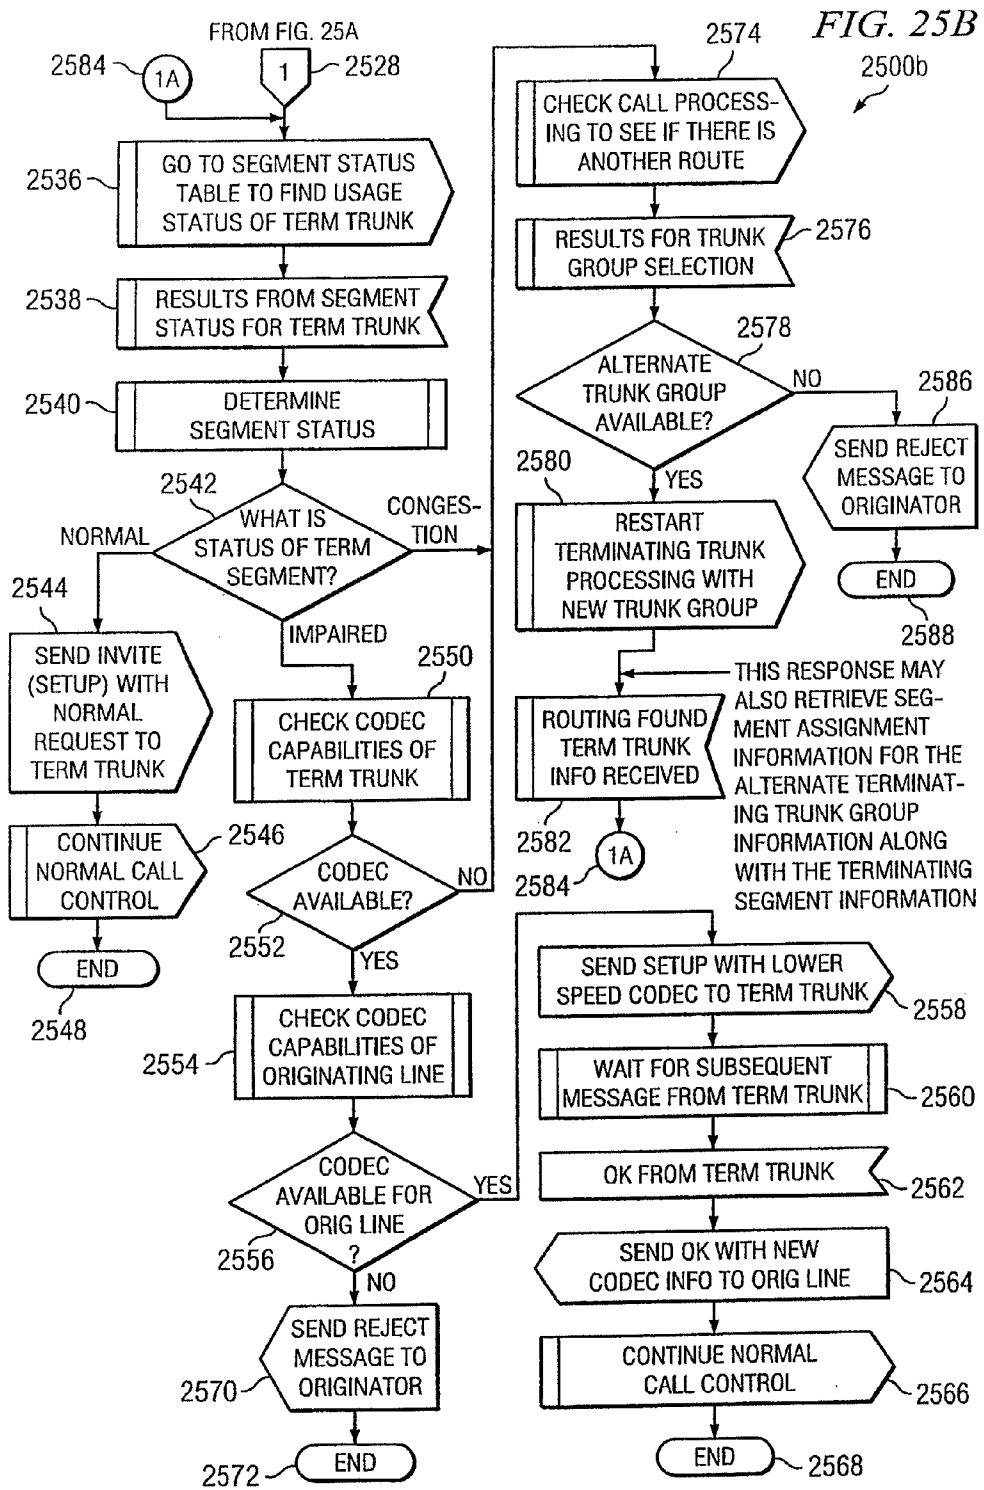 FIG. 25B
2500b
FROM FIG. 25A
2584
1A
1
2528
2536
GO TO SEGMENT STATUS
TABLE TO FIND USAGE
STATUS OF TERM TRUNK
2538
RESULTS FROM SEGMENT
STATUS FOR TERM TRUNK
2540
DETERMINE
SEGMENT STATUS
2542
WHAT IS
STATUS OF TERM
SEGMENT?
NORMAL
CONGES-
TION
IMPAIRED
2544
SEND INVITE
(SETUP) WITH
NORMAL
REQUEST TO
TERM TRUNK
CONTINUE
NORMAL CALL
CONTROL
2546
END
2548
2550
CHECK CODEC
CAPABILITIES OF
TERM TRUNK
CODEC
AVAILABLE?
NO
2552
YES
2554
CHECK CODEC
CAPABILITIES OF
ORIGINATING LINE
CODEC
AVAILABLE FOR
ORIG LINE
?
YES
2556
NO
SEND REJECT
MESSAGE TO
ORIGINATOR
2570
END
2572
2574
CHECK CALL PROCESS-
ING TO SEE IF THERE IS
ANOTHER ROUTE
RESULTS FOR TRUNK
GROUP SELECTION
2576
2578
ALTERNATE
TRUNK GROUP
AVAILABLE?
NO
2586
SEND REJECT
MESSAGE TO
ORIGINATOR
END
2588
YES
2580
RESTART
TERMINATING TRUNK
PROCESSING WITH
NEW TRUNK GROUP
ROUTING FOUND
TERM TRUNK
INFO RECEIVED
2582
1A
2584
THIS RESPONSE MAY
ALSO RETRIEVE SEG-
MENT ASSIGNMENT
INFORMATION FOR THE
ALTERNATE TERMINAT-
ING TRUNK GROUP
INFORMATION ALONG
WITH THE TERMINATING
SEGMENT INFORMATION
SEND SETUP WITH LOWER
SPEED CODEC TO TERM TRUNK
2558
WAIT FOR SUBSEQUENT
MESSAGE FROM TERM TRUNK
2560
OK FROM TERM TRUNK
2562
SEND OK WITH NEW
CODEC INFO TO ORIG LINE
2564
CONTINUE NORMAL
CALL CONTROL
2566
END
2568